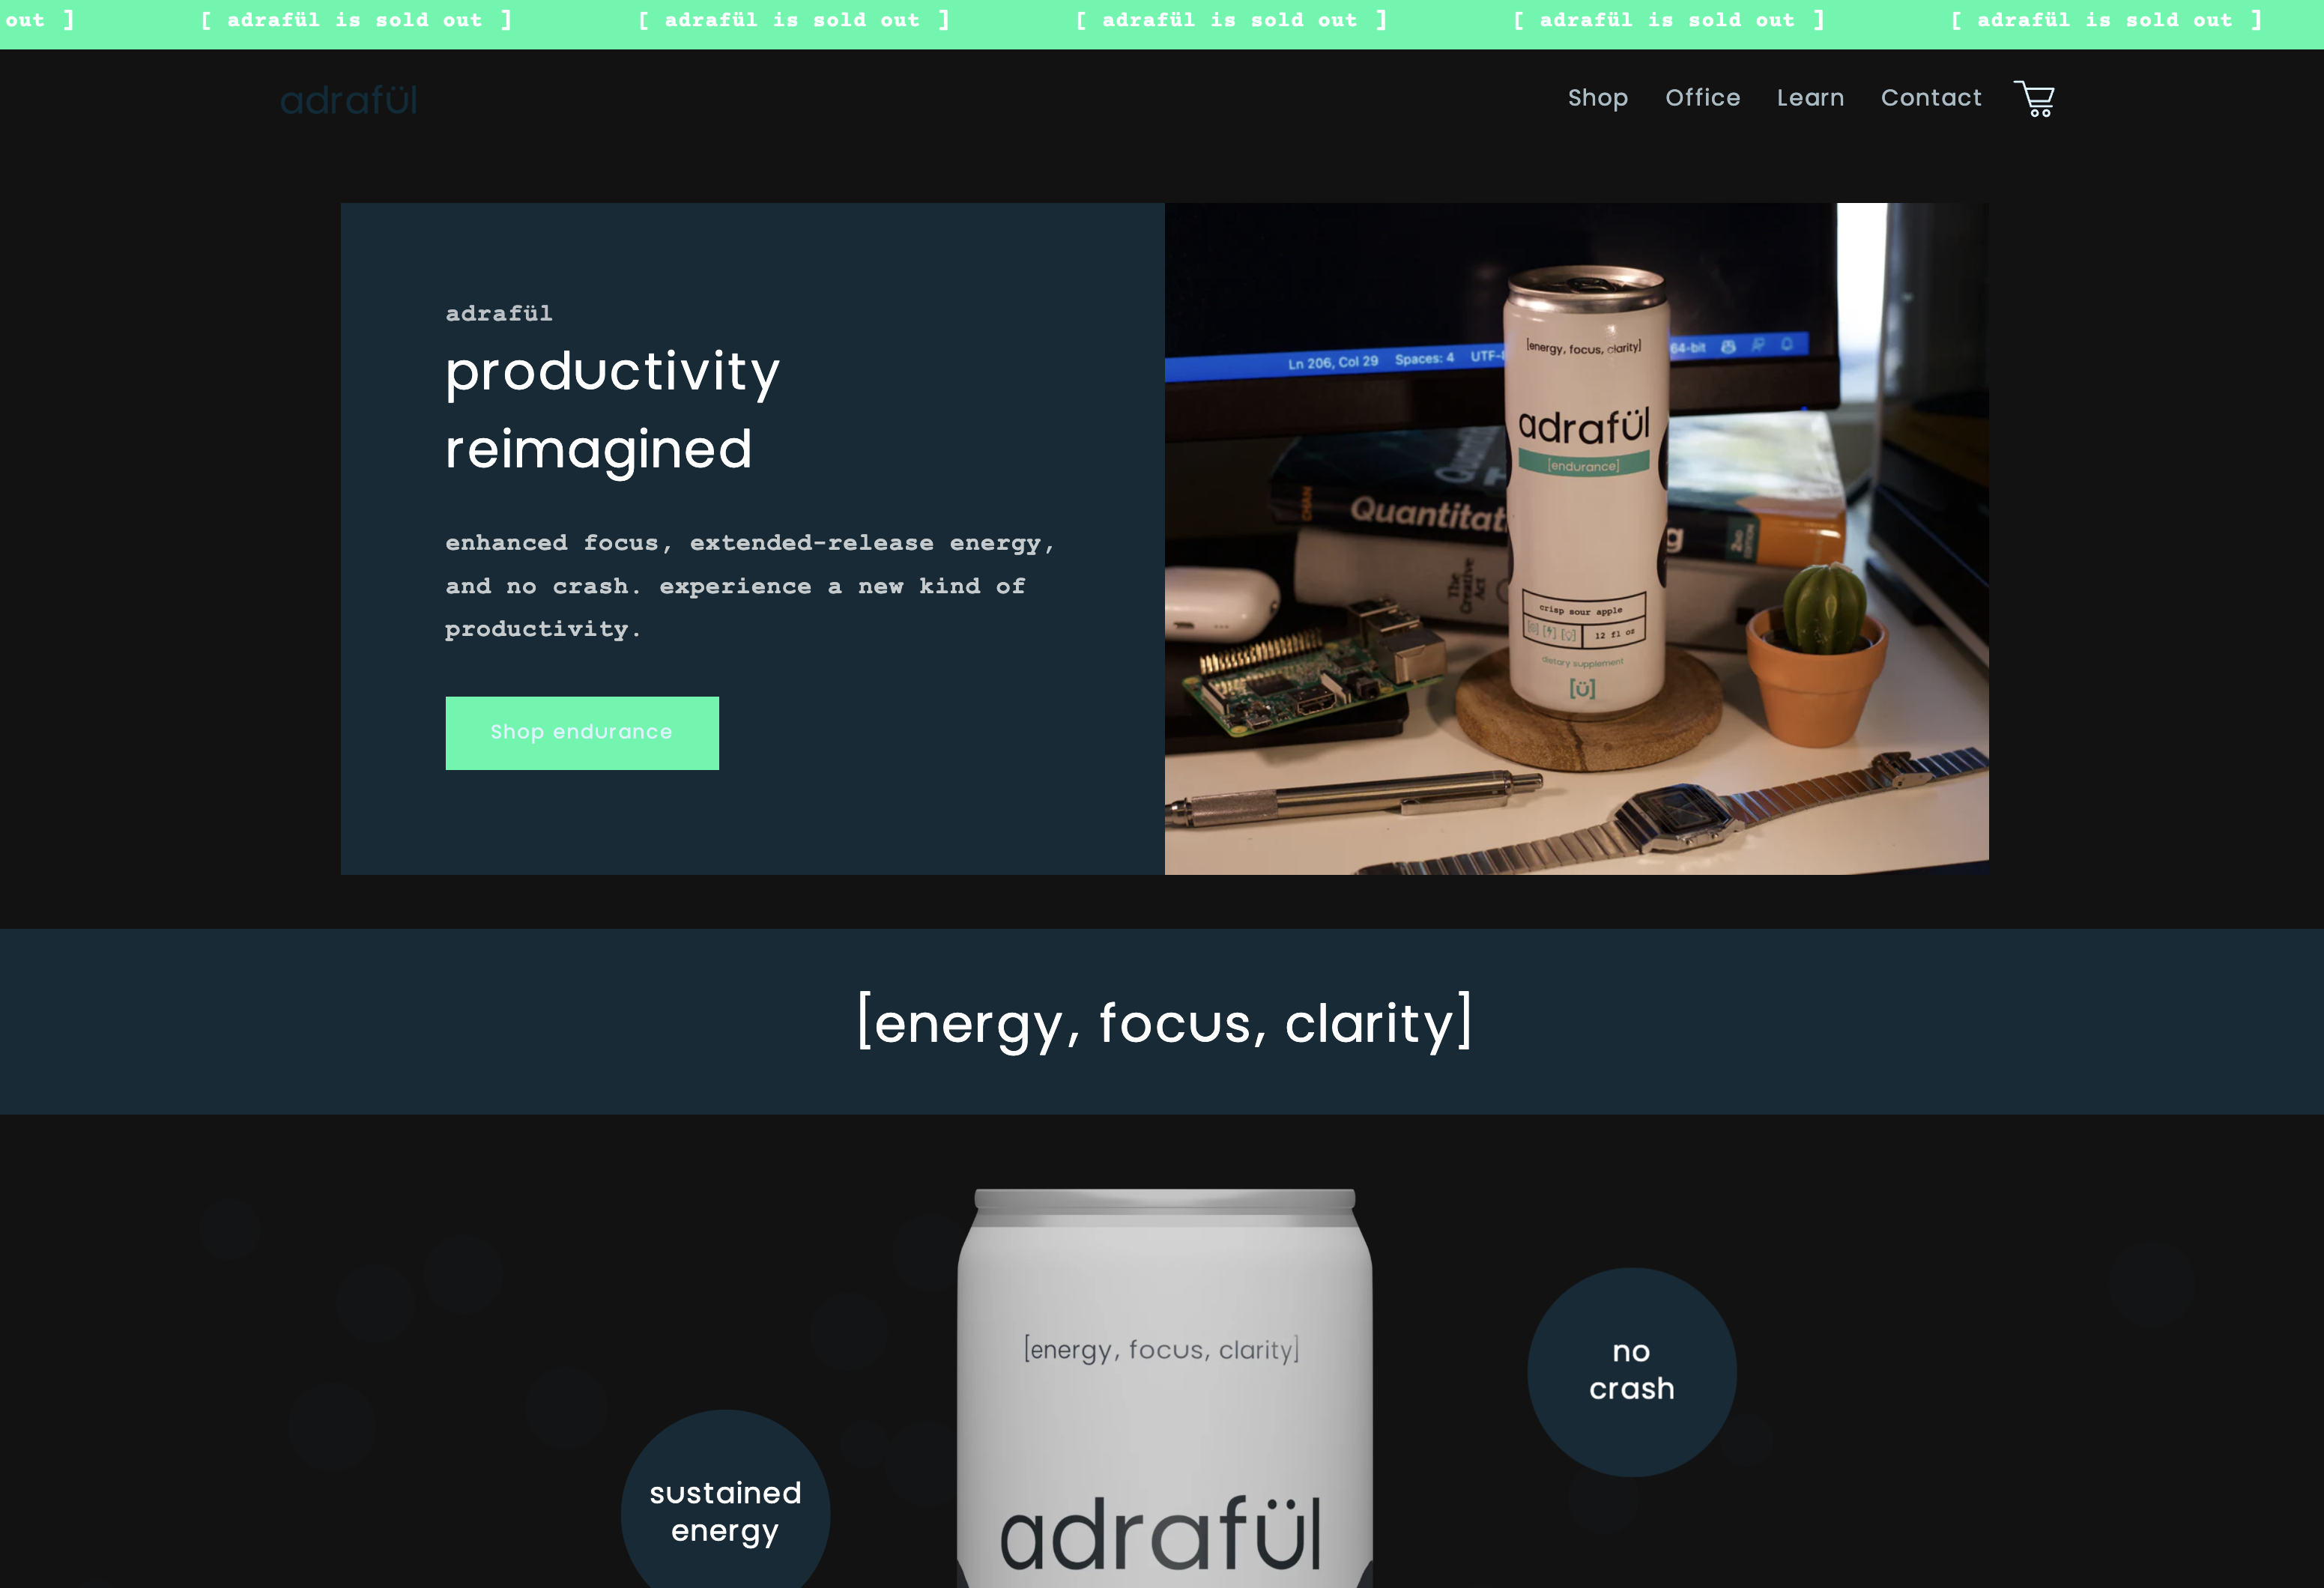 out ] [ adrafül is sold out ] [ adrafül is sold out ] [ adrafül is sold out ] [ adrafül is sold out ] [ adrafül is sold out ]
adrafül Shop Office Learn Contact
adrafül
productivity
reimagined
enhanced focus, extended-release energy,
and no crash. experience a new kind of
productivity.
Shop endurance
Ln 206, Col 29 Spaces: 4 UTF- 64-bit
[energy, focus, clarity]
adrafül
[endurance]
CHAN
Quantitat
The
Creative
Act
crisp sour apple
12 fl oz
dietary supplement
[ü]
[energy, focus, clarity]
[energy, focus, clarity]
no
crash
sustained
energy
adrafül